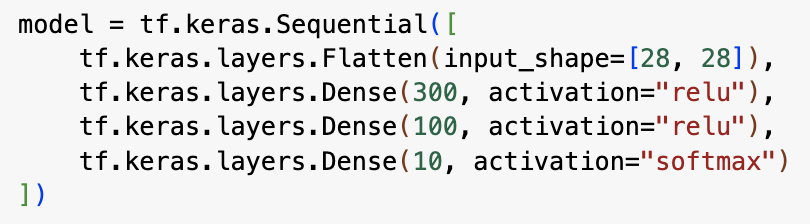 model = tf.keras.Sequential([
    tf.keras.layers.Flatten(input_shape=[28, 28]),
    tf.keras.layers.Dense(300, activation="relu"),
    tf.keras.layers.Dense(100, activation="relu"),
    tf.keras.layers.Dense(10, activation="softmax")
])